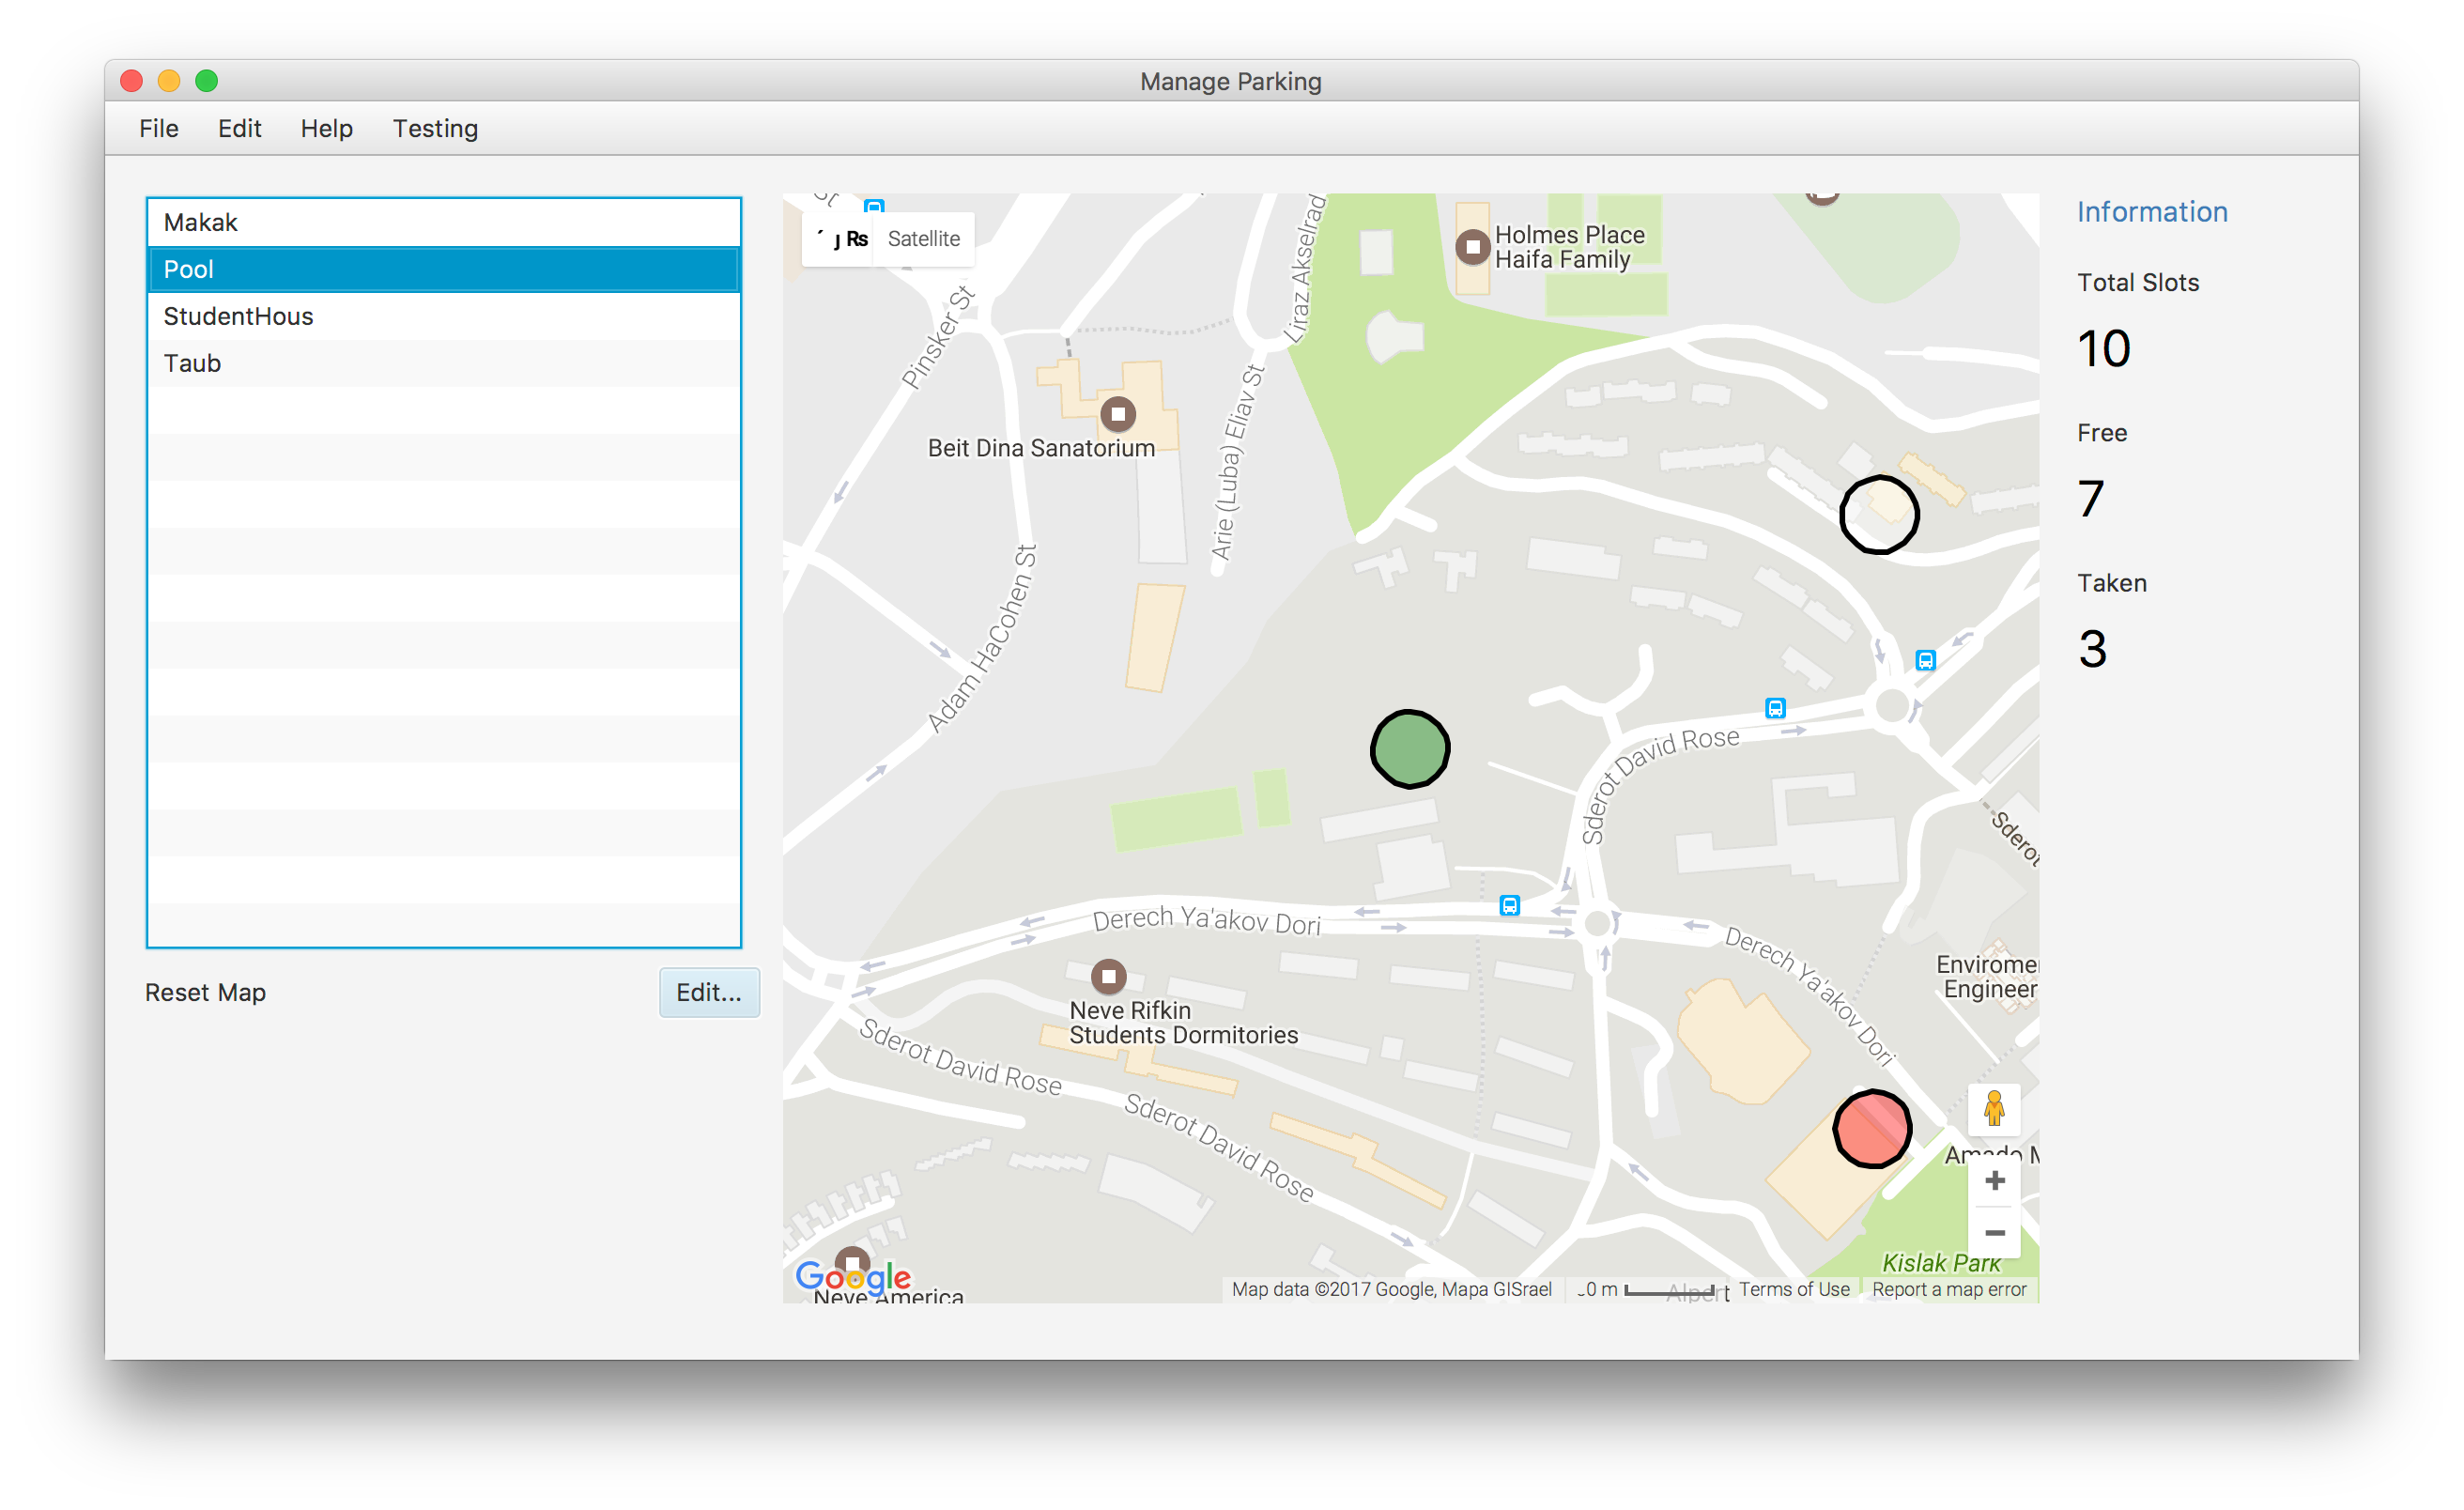 Manage Parking
File Edit Help Testing
Makak
Pool
StudentHous
Taub
Reset Map
Edit...
St
Satellite
Pinsker St
Liraz Akselrad
Holmes Place
Haifa Family
Beit Dina Sanatorium
Arie (Luba) Eliav St
Adam HaCohen St
Sderot David Rose
Sderot
Derech Ya'akov Dori
Derech Ya'akov Dori
Neve Rifkin
Students Dormitories
Sderot David Rose
Sderot David Rose
Enviromer
Engineer
Kislak Park
Google
Neve America
Map data ©2017 Google, Mapa GISrael
0 m
Terms of Use
Report a map error
Information
Total Slots
10
Free
7
Taken
3